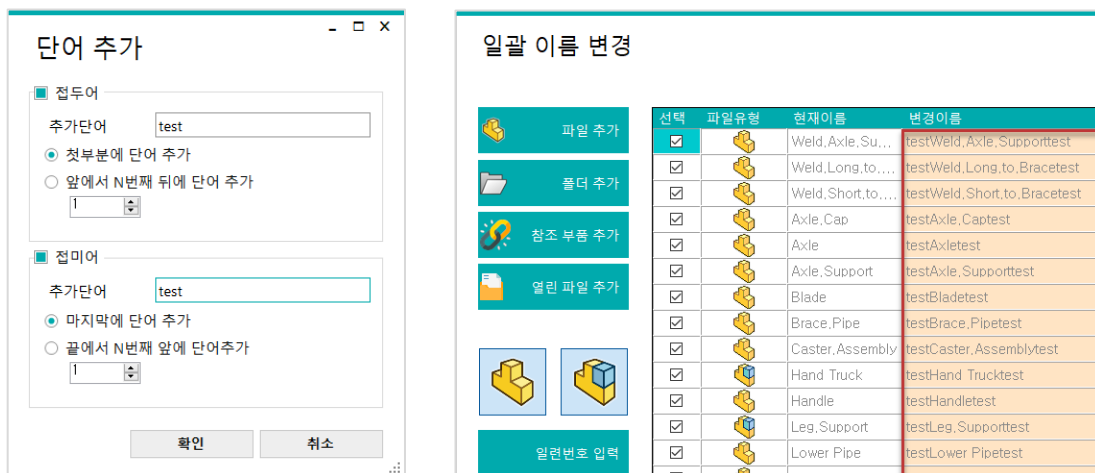 단어 추가
접두어
추가단어 test
첫부분에 단어 추가
앞에서 N번째 뒤에 단어 추가
1
접미어
추가단어 test
마지막에 단어 추가
끝에서 N번째 앞에 단어추가
1
확인 취소
일괄 이름 변경
파일 추가
폴더 추가
참조 부품 추가
열린 파일 추가
일련번호 입력
선택 파일유형 현재이름 변경이름
Weld,Axle,Su,... testWeld,Axle,Supporttest
Weld,Long,to,... testWeld,Long,to,Bracetest
Weld,Short,to,... testWeld,Short,to,Bracetest
Axle,Cap testAxle,Captest
Axle testAxletest
Axle,Support testAxle,Supporttest
Blade testBladetest
Brace,Pipe testBrace,Pipetest
Caster,Assembly testCaster,Assemblytest
Hand Truck testHand Trucktest
Handle testHandletest
Leg,Support testLeg,Supporttest
Lower Pipe testLower Pipetest